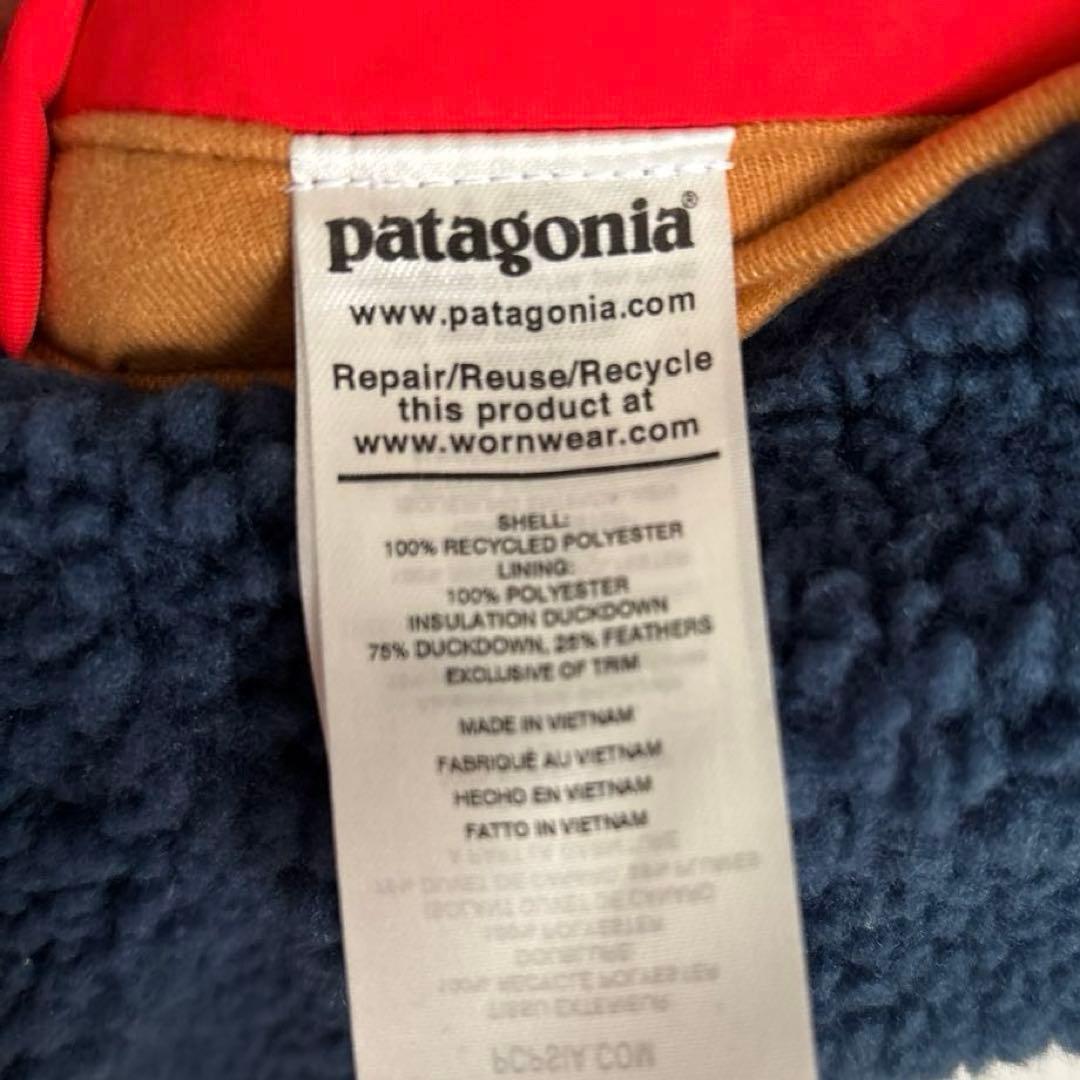 patagonia®
www.patagonia.com
Repair/Reuse/Recycle
this product at
www.wornwear.com
SHELL:
100% RECYCLED POLYESTER
LINING:
100% POLYESTER
INSULATION DUCKDOWN
75% DUCKDOWN, 25% FEATHERS
EXCLUSIVE OF TRIM
MADE IN VIETNAM
FABRIQUÉ AU VIETNAM
HECHO EN VIETNAM
FATTO IN VIETNAM